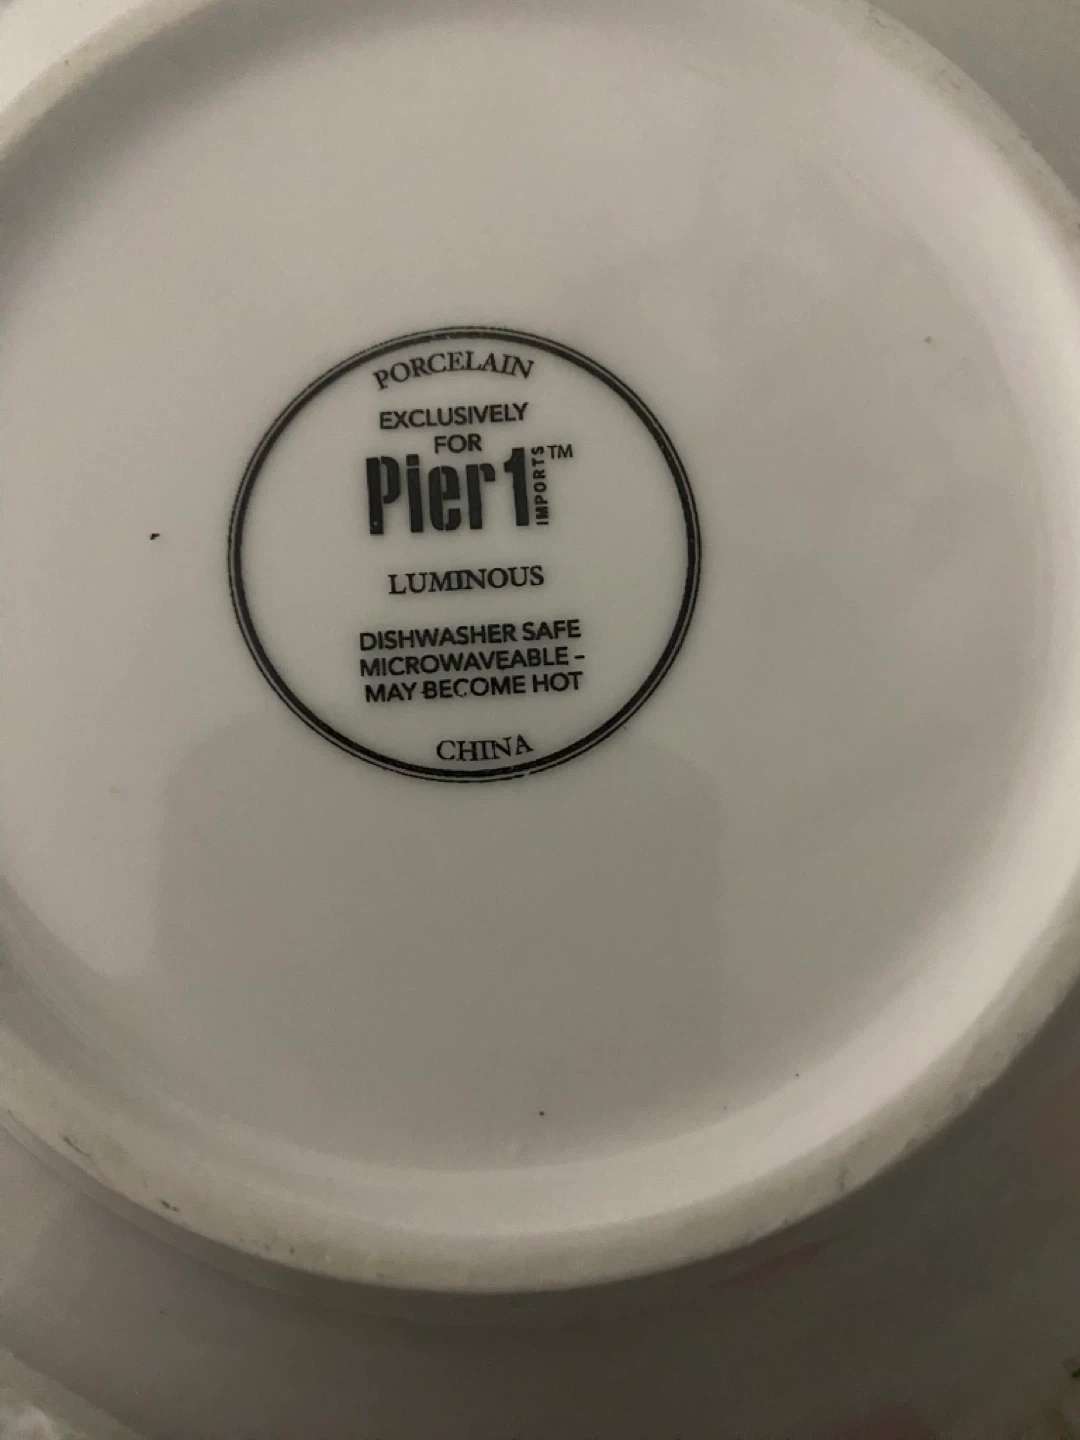 PORCELAIN
EXCLUSIVELY
FOR
Pier 1 IMPORTS™
LUMINOUS
DISHWASHER SAFE
MICROWAVEABLE -
MAY BECOME HOT
CHINA